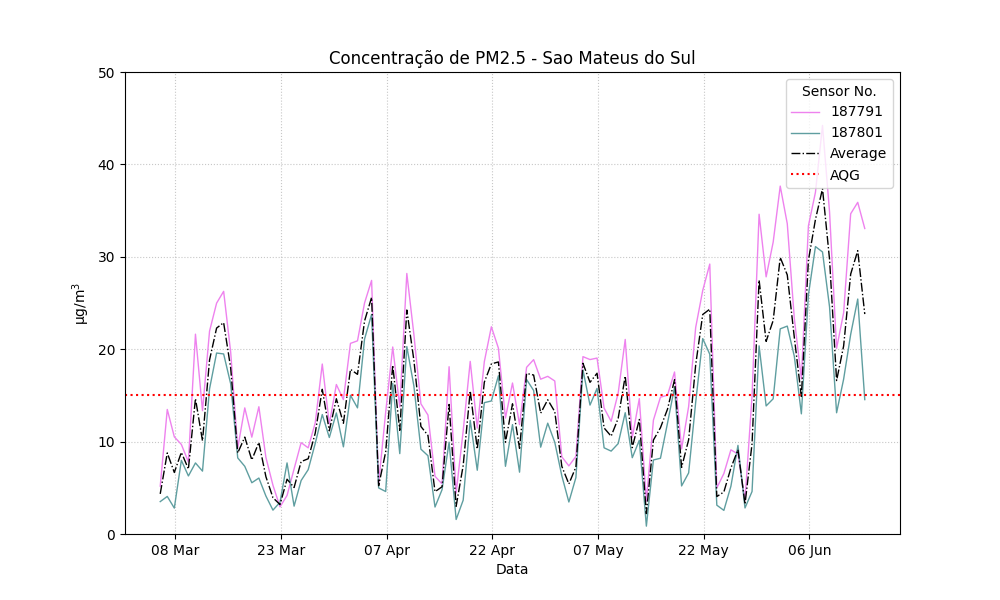 Concentração de PM2.5 - Sao Mateus do Sul
50
40
30
20
10
0
µg/m³
Sensor No.
187791
187801
Average
AQG
08 Mar 23 Mar 07 Apr 22 Apr 07 May 22 May 06 Jun
Data